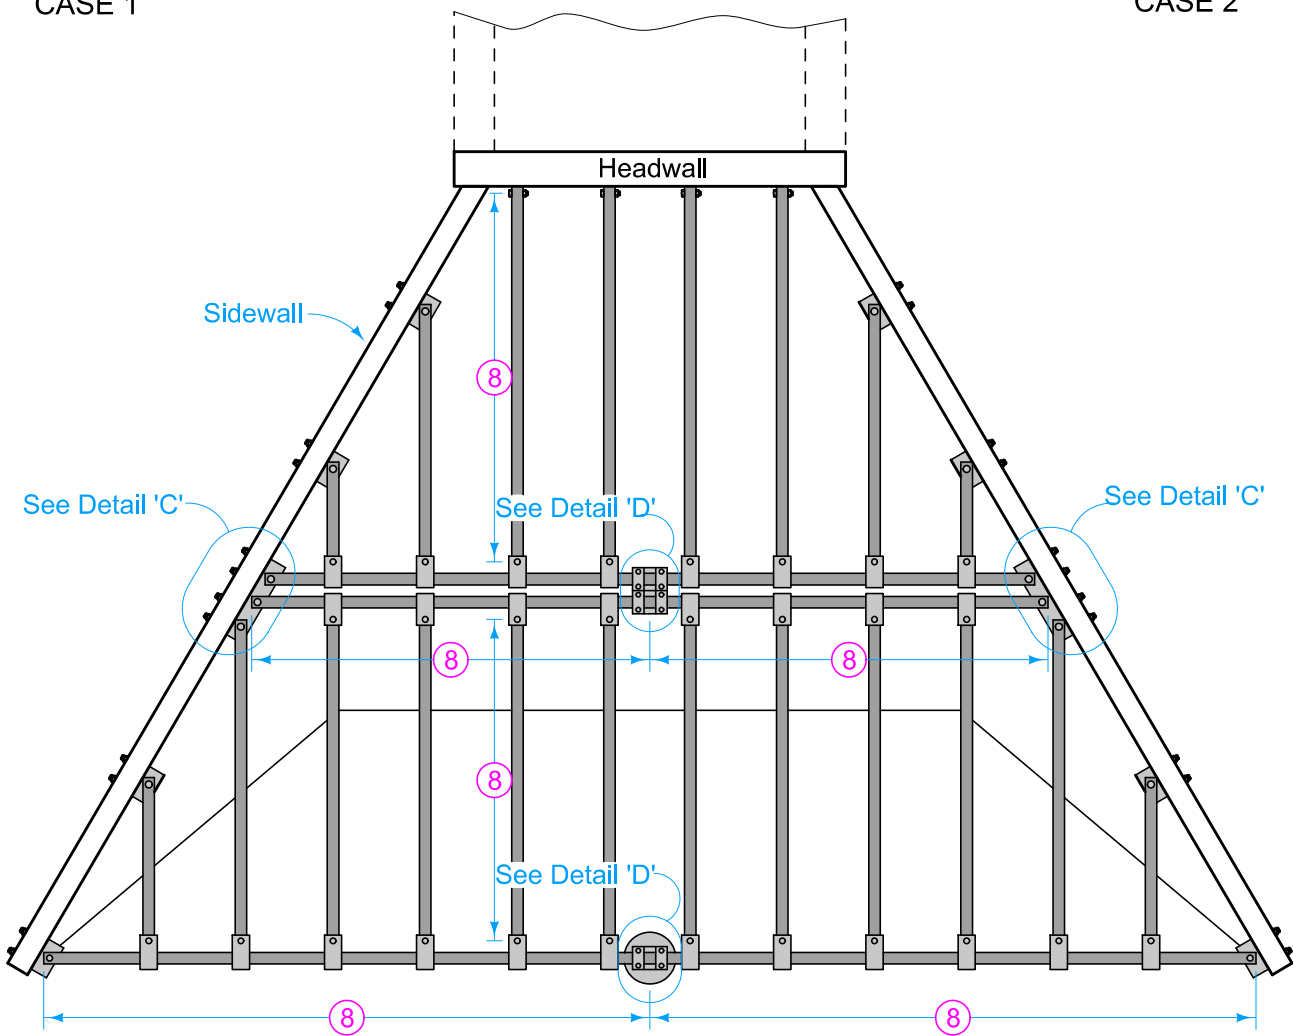 CASE 1
CASE 2
Headwall
Sidewall
8
See Detail 'C'
See Detail 'D'
See Detail 'C'
8
8
8
See Detail 'D'
8
8